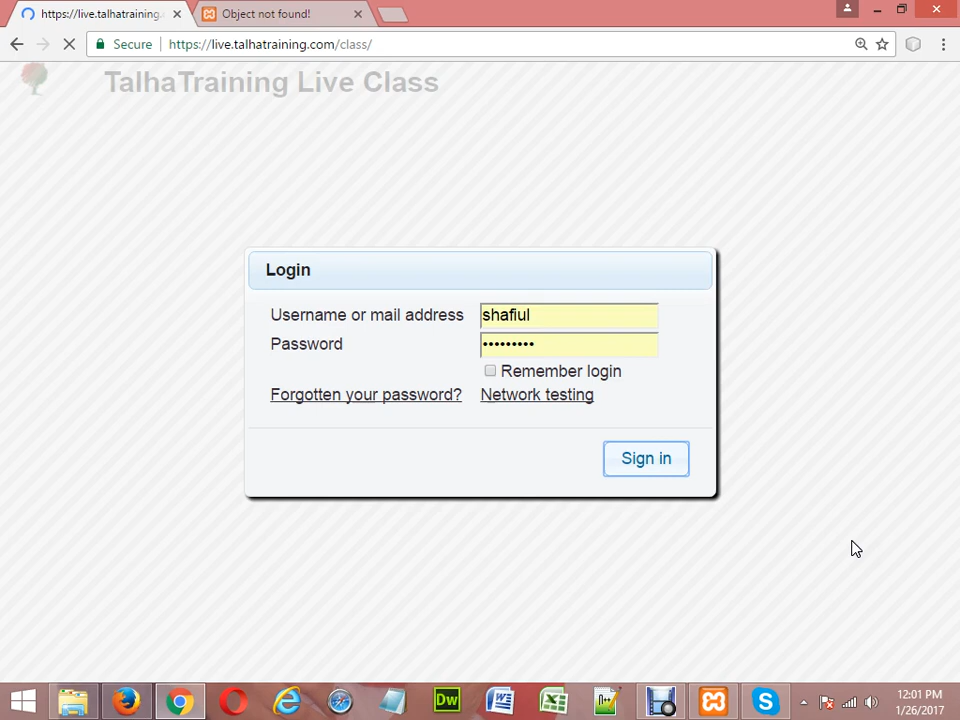 https://live.talhatraining.
Object not found!
Secure
https://live.talhatraining.com/class/
TalhaTraining Live Class
Login
Username or mail address
shafiul
Password
•••••••••
Remember login
Forgotten your password?
Network testing
Sign in
Dw
12:01 PM
1/26/2017